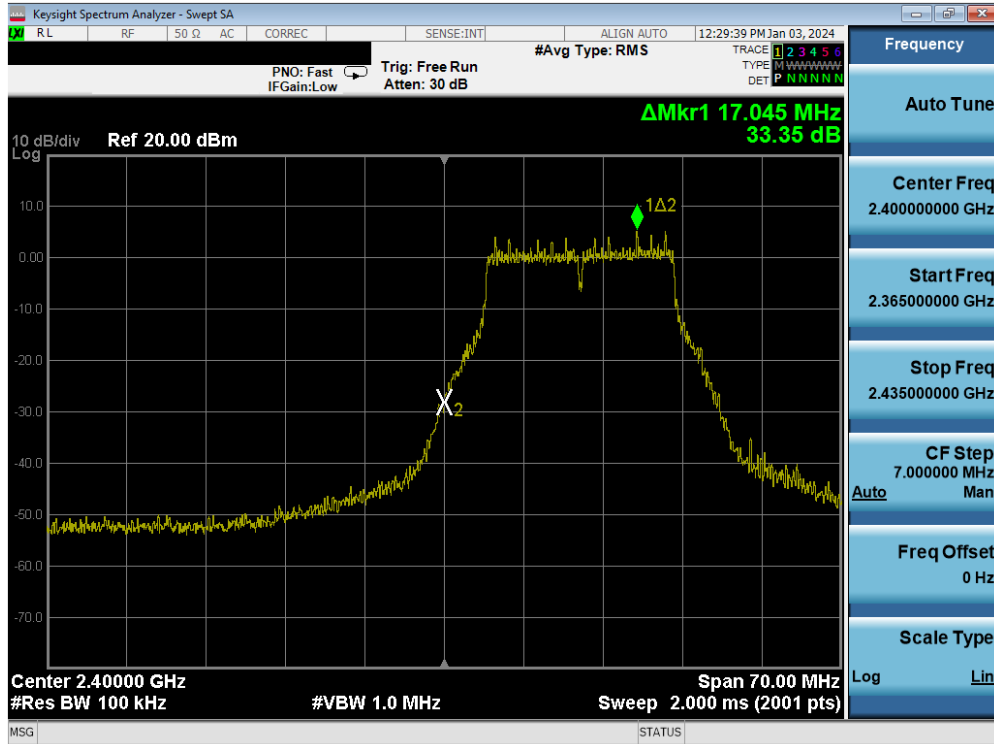 Keysight Spectrum Analyzer - Swept SA
LXI RL RF 50 Ω AC CORREC SENSE:INT ALIGN AUTO 12:29:39 PM Jan 03, 2024
PNO: Fast
IFGain:Low
Trig: Free Run
Atten: 30 dB
#Avg Type: RMS
TRACE 1 2 3 4 5 6
TYPE M WWWWW
DET P N N N N N
ΔMkr1 17.045 MHz
33.35 dB
10 dB/div Ref 20.00 dBm
Log
10.0
0.00
-10.0
-20.0
-30.0
-40.0
-50.0
-60.0
-70.0
1Δ2
2
Center 2.40000 GHz Span 70.00 MHz
#Res BW 100 kHz #VBW 1.0 MHz Sweep 2.000 ms (2001 pts)
MSG STATUS
Frequency
Auto Tune
Center Freq
2.400000000 GHz
Start Freq
2.365000000 GHz
Stop Freq
2.435000000 GHz
CF Step
7.000000 MHz
Auto Man
Freq Offset
0 Hz
Scale Type
Log Lin